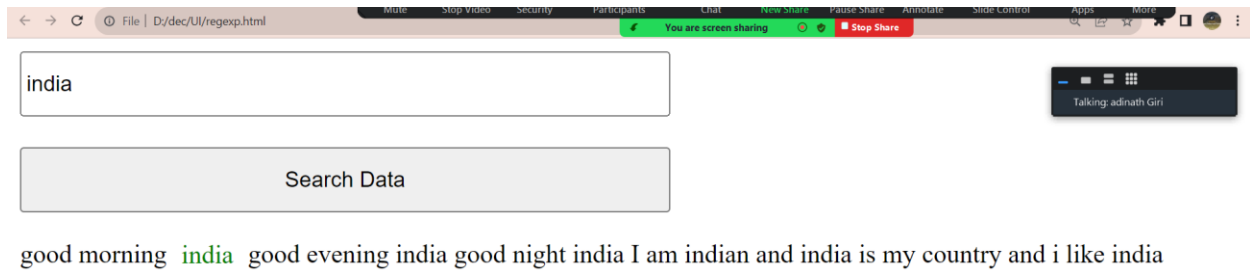 Mute Stop Video Security Participants Chat New Share Pause Share Annotate Slide Control Apps More
File | D:/dec/UI/regexp.html
You are screen sharing Stop Share
india
Talking: adinath Giri
Search Data
good morning india good evening india good night india I am indian and india is my country and i like india